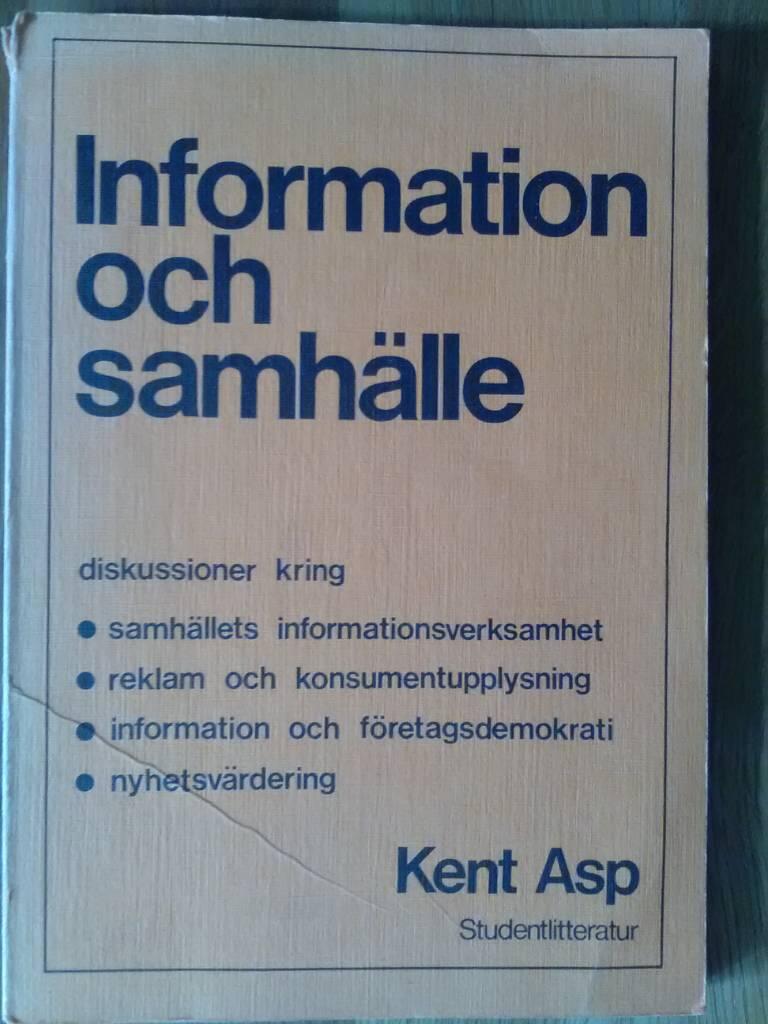 Information
och
samhälle
diskussioner kring
● samhällets informationsverksamhet
● reklam och konsumentupplysning
● information och företagsdemokrati
● nyhetsvärdering
Kent Asp
Studentlitteratur